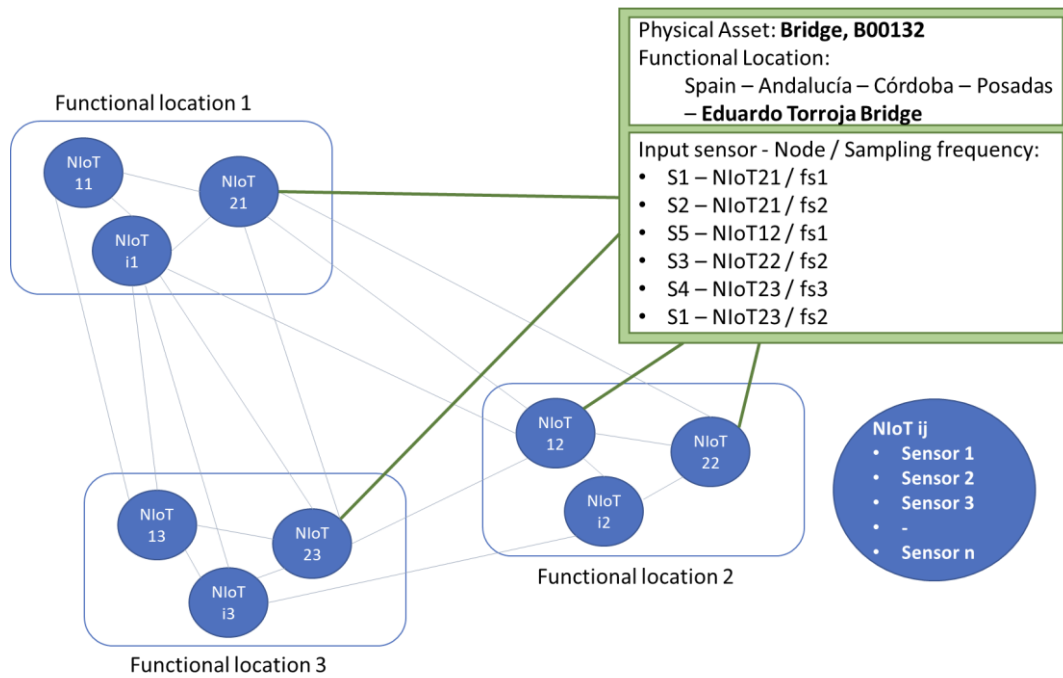 Physical Asset: Bridge, B00132
Functional Location:
Spain – Andalucía – Córdoba – Posadas
– Eduardo Torroja Bridge
Input sensor - Node / Sampling frequency:
• S1 – NIoT21 / fs1
• S2 – NIoT21 / fs2
• S5 – NIoT12 / fs1
• S3 – NIoT22 / fs2
• S4 – NIoT23 / fs3
• S1 – NIoT23 / fs2
Functional location 1
NIoT
11
NIoT
21
NIoT
i1
NIoT
12
NIoT
22
NIoT
i2
Functional location 2
NIoT
13
NIoT
23
NIoT
i3
Functional location 3
NIoT ij
• Sensor 1
• Sensor 2
• Sensor 3
• -
• Sensor n